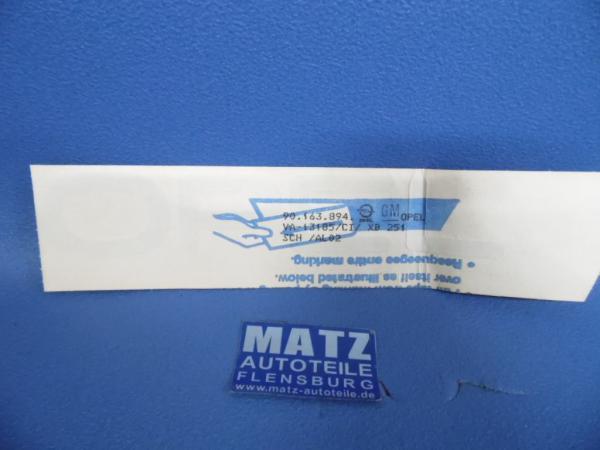 90.163.894. OPEL GM OPEL
VA-13185/CI/ XB 251
SCH /AL02
• Resqueegee entire marking.
over itself as illustrated below.
MATZ
AUTOTEILE
FLENSBURG
www.matz-autoteile.de